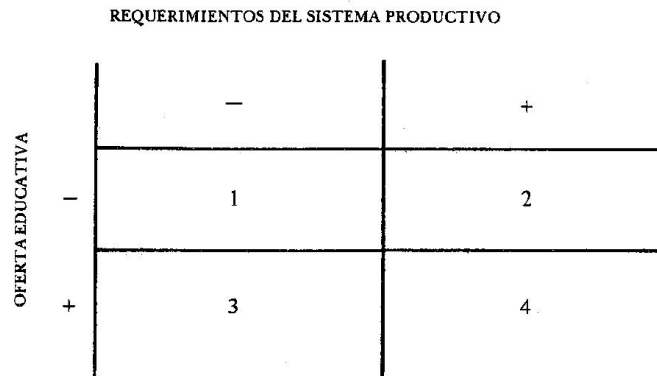 REQUERIMIENTOS DEL SISTEMA PRODUCTIVO
— +
OFERTA EDUCATIVA
— 1 2
+ 3 4